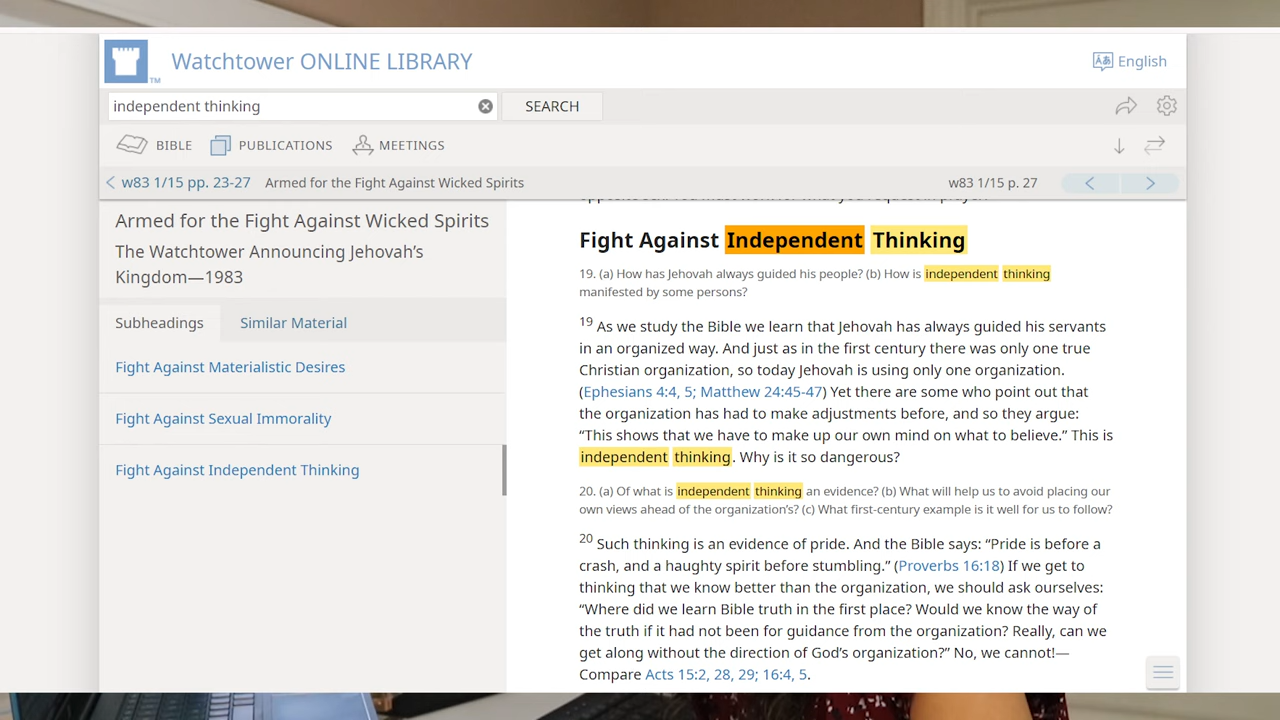 Watchtower ONLINE LIBRARY
TM
English
independent thinking
SEARCH
BIBLE
PUBLICATIONS
MEETINGS
w83 1/15 pp. 23-27
Armed for the Fight Against Wicked Spirits
w83 1/15 p. 27
Armed for the Fight Against Wicked Spirits
The Watchtower Announcing Jehovah’s
Kingdom—1983
Subheadings
Similar Material
Fight Against Materialistic Desires
Fight Against Sexual Immorality
Fight Against Independent Thinking
Fight Against Independent Thinking
19. (a) How has Jehovah always guided his people? (b) How is independent thinking
manifested by some persons?
19 As we study the Bible we learn that Jehovah has always guided his servants
in an organized way. And just as in the first century there was only one true
Christian organization, so today Jehovah is using only one organization.
(Ephesians 4:4, 5; Matthew 24:45-47) Yet there are some who point out that
the organization has had to make adjustments before, and so they argue:
“This shows that we have to make up our own mind on what to believe.” This is
independent thinking. Why is it so dangerous?
20. (a) Of what is independent thinking an evidence? (b) What will help us to avoid placing our
own views ahead of the organization’s? (c) What first-century example is it well for us to follow?
20 Such thinking is an evidence of pride. And the Bible says: “Pride is before a
crash, and a haughty spirit before stumbling.” (Proverbs 16:18) If we get to
thinking that we know better than the organization, we should ask ourselves:
“Where did we learn Bible truth in the first place? Would we know the way of
the truth if it had not been for guidance from the organization? Really, can we
get along without the direction of God’s organization?” No, we cannot!—
Compare Acts 15:2, 28, 29; 16:4, 5.